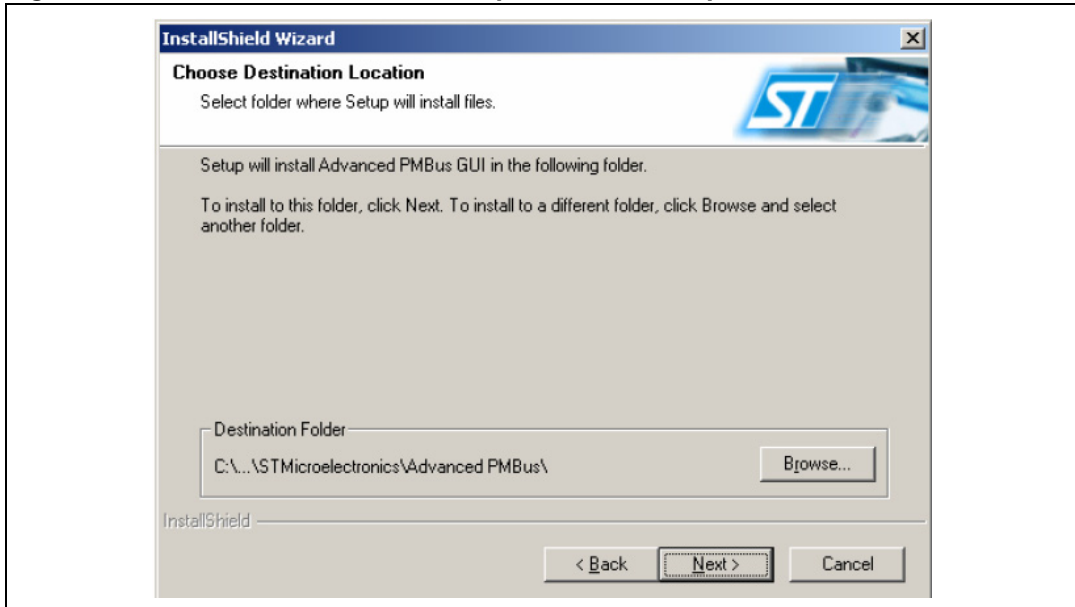 InstallShield Wizard
Choose Destination Location
Select folder where Setup will install files.
ST
Setup will install Advanced PMBus GUI in the following folder.
To install to this folder, click Next. To install to a different folder, click Browse and select
another folder.
Destination Folder
C:\...\STMicroelectronics\Advanced PMBus\
Browse...
InstallShield
< Back
Next >
Cancel